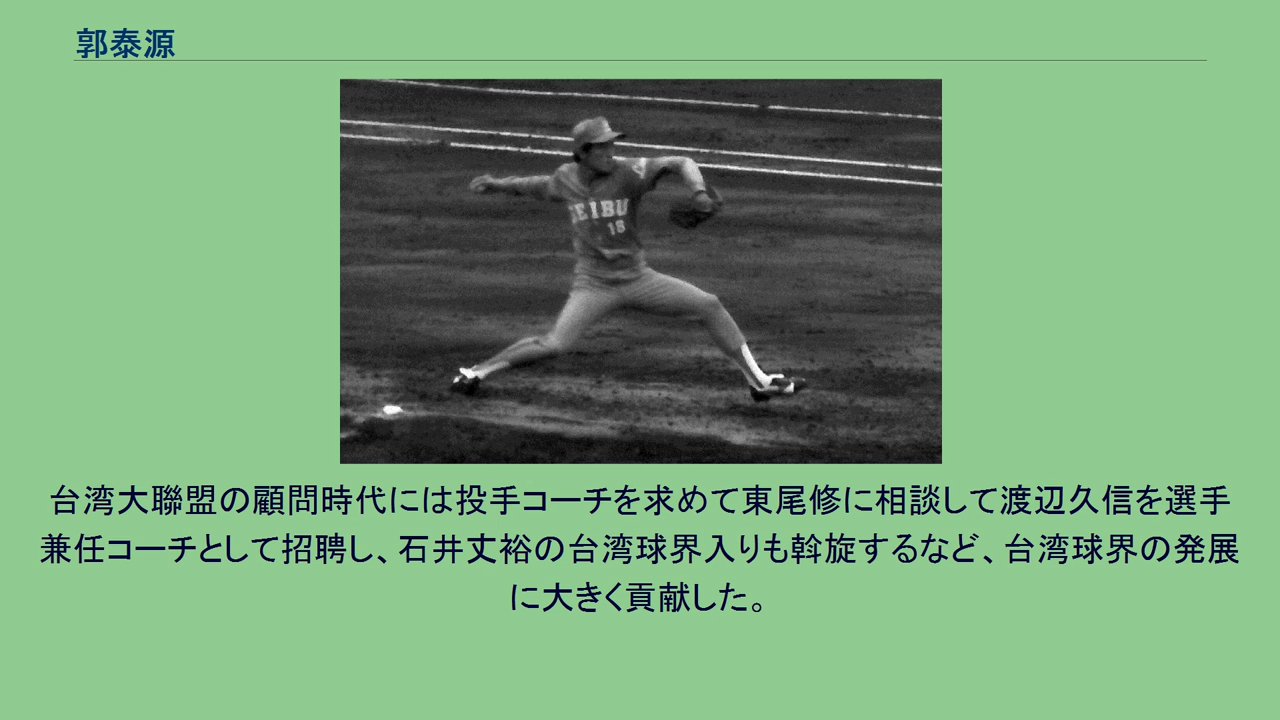 郭泰源
SEIBU
18
台湾大聯盟の顧問時代には投手コーチを求めて東尾修に相談して渡辺久信を選手
兼任コーチとして招聘し、石井丈裕の台湾球界入りも斡旋するなど、台湾球界の発展
に大きく貢献した。